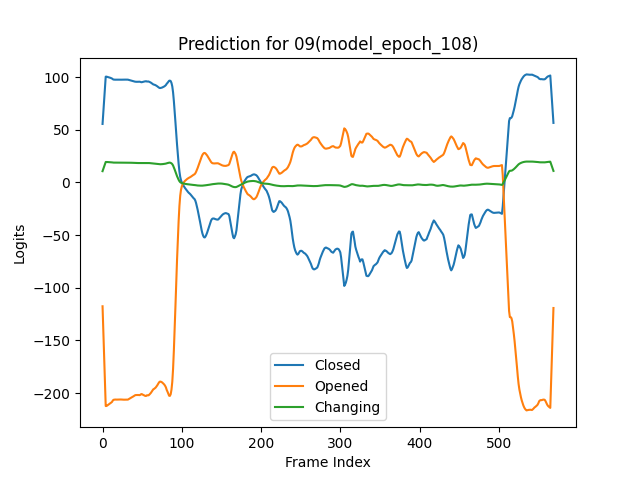 Prediction for 09(model_epoch_108)
100
50
0
−50
−100
−150
−200
Logits
Closed
Opened
Changing
0 100 200 300 400 500
Frame Index